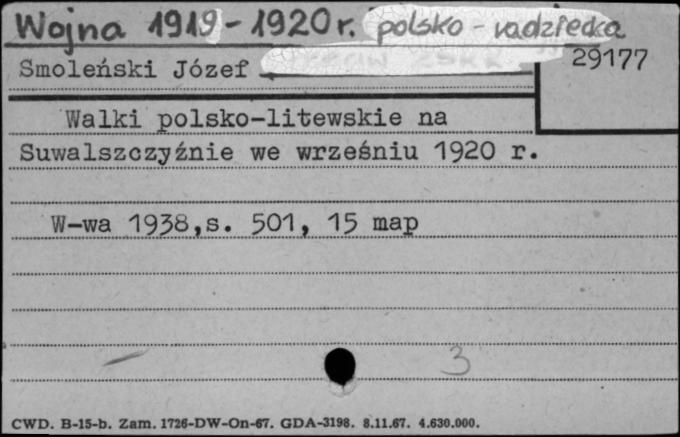 Wojna 1919-1920 r. polsko-radziecka
Smoleński Józef
29177
Walki polsko-litewskie na
Suwalszczyźnie we wrześniu 1920 r.
W-wa 1938,s. 501, 15 map
3
CWD. B-15-b. Zam. 1726-DW-On-67. GDA-3198. 8.11.67. 4.630.000.